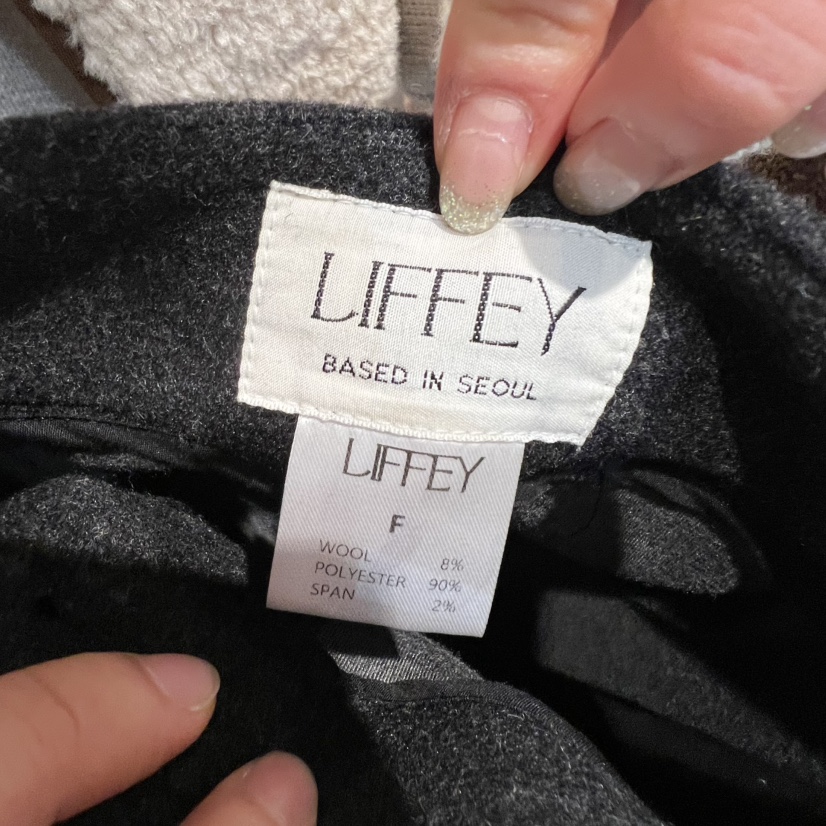 LIFFEY
BASED IN SEOUL
LIFFEY
F
WOOL 8%
POLYESTER 90%
SPAN 2%